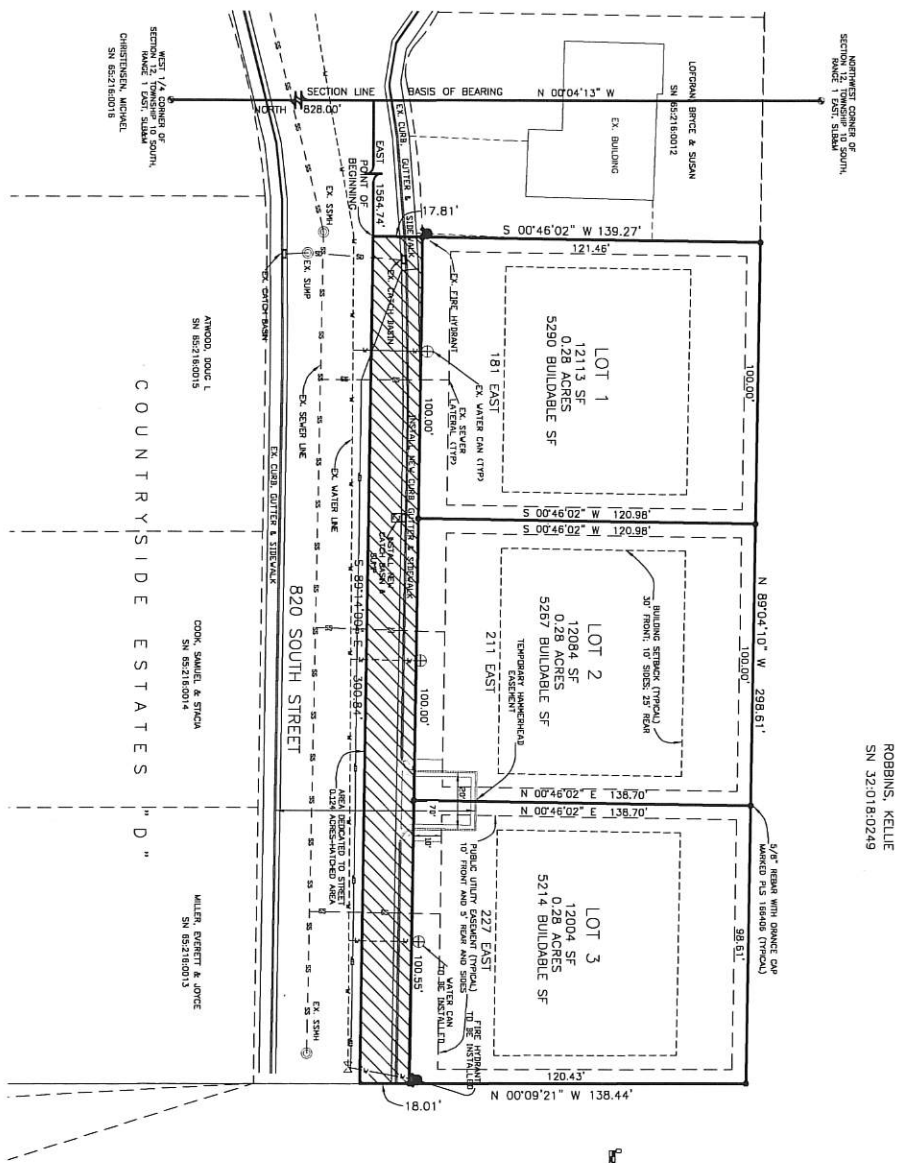 NORTHWEST CORNER OF
SECTION 12, TOWNSHIP 10 SOUTH,
RANGE 1 EAST, SLB&M
WEST 1/4 CORNER OF
SECTION 12, TOWNSHIP 10 SOUTH,
RANGE 1 EAST, SLB&M
CHRISTENSEN, MICHAEL
SN 65:216:0016
SECTION LINE
BASIS OF BEARING
N 00°04'13" W
NORTH
828.00'
LOFGRAN, BRYCE & SUSAN
SN 65:216:0012
EX. BUILDING
EX. CURB, GUTTER & SIDEWALK
EAST 1564.74'
POINT OF
BEGINNING
17.81'
S 00°46'02" W 139.27'
121.46'
EX. SSMH
EX. SUMP
EX. CATCH BASIN
EX. CATCH BASIN
EX. FIRE HYDRANT
EX. WATER CAN (TYP)
EX. SEWER
LATERAL (TYP)
EX. SEWER LINE
EX. WATER LINE
EX. CURB, GUTTER & SIDEWALK
LOT 1
12113 SF
0.28 ACRES
5290 BUILDABLE SF
181 EAST
100.00'
100.00'
INSTALL NEW CURB, GUTTER & SIDEWALK
S 00°46'02" W 120.98'
S 00°46'02" W 120.98'
INSTALL NEW
CATCH BASIN &
SUMP
N 89°04'10" W 298.61'
BUILDING SETBACK (TYPICAL)
30' FRONT; 10' SIDES; 25' REAR
LOT 2
12084 SF
0.28 ACRES
5267 BUILDABLE SF
211 EAST
100.00'
100.00'
TEMPORARY HAMMERHEAD
EASEMENT
S 89°14'00" E 300.84'
820 SOUTH STREET
20'
70'
10'
N 00°46'02" E 138.70'
N 00°46'02" E 138.70'
AREA DEDICATED TO STREET
0.124 ACRES-HATCHED AREA
PUBLIC UTILITY EASEMENT (TYPICAL)
10' FRONT AND 5' REAR AND SIDES
5/8" REBAR WITH ORANGE CAP
MARKED PLS 166406 (TYPICAL)
ROBBINS, KELLIE
SN 32:018:0249
LOT 3
12004 SF
0.28 ACRES
5214 BUILDABLE SF
227 EAST
98.61'
100.55'
WATER CAN
TO BE INSTALLED
FIRE HYDRANT
TO BE INSTALLED
EX. SSMH
120.43'
N 00°09'21" W 138.44'
18.01'
ATWOOD, DOUG L
SN 65:216:0015
COOK, SAMUEL & STACIA
SN 65:216:0014
MILLER, EVERETT & JOYCE
SN 65:216:0013
COUNTRYSIDE ESTATES "D"